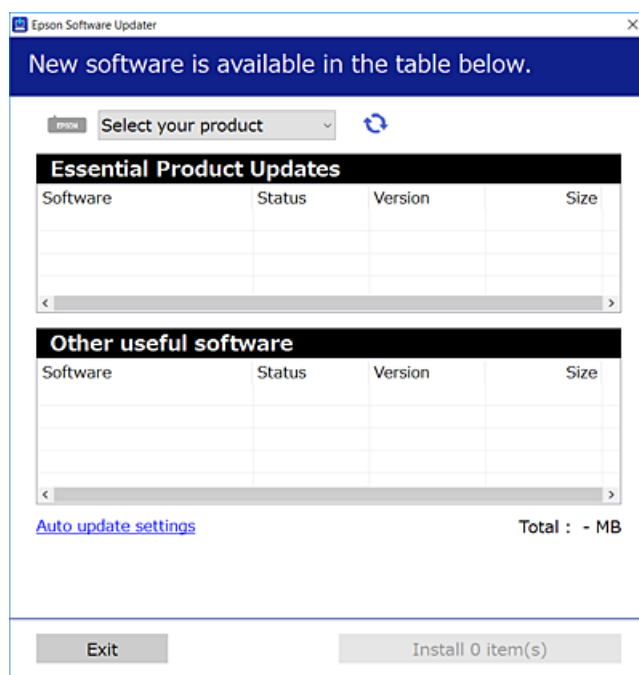 Epson Software Updater
New software is available in the table below.
EPSON Select your product
Essential Product Updates
Software Status Version Size
Other useful software
Software Status Version Size
Auto update settings Total : - MB
Exit Install 0 item(s)